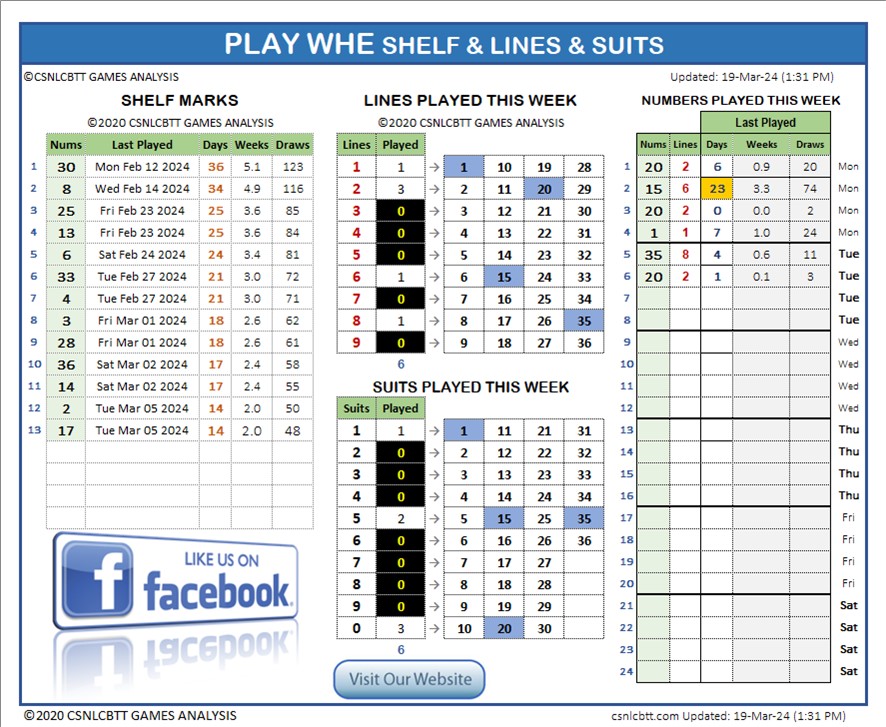 PLAY WHE SHELF & LINES & SUITS
©CSNLCBTT GAMES ANALYSIS
Updated: 19-Mar-24 (1:31 PM)
SHELF MARKS
©2020 CSNLCBTT GAMES ANALYSIS
Nums Last Played Days Weeks Draws
1 30 Mon Feb 12 2024 36 5.1 123
2 8 Wed Feb 14 2024 34 4.9 116
3 25 Fri Feb 23 2024 25 3.6 85
4 13 Fri Feb 23 2024 25 3.6 84
5 6 Sat Feb 24 2024 24 3.4 81
6 33 Tue Feb 27 2024 21 3.0 72
7 4 Tue Feb 27 2024 21 3.0 71
8 3 Fri Mar 01 2024 18 2.6 62
9 28 Fri Mar 01 2024 18 2.6 61
10 36 Sat Mar 02 2024 17 2.4 58
11 14 Sat Mar 02 2024 17 2.4 55
12 2 Tue Mar 05 2024 14 2.0 50
13 17 Tue Mar 05 2024 14 2.0 48
LIKE US ON
facebook
LINES PLAYED THIS WEEK
©2020 CSNLCBTT GAMES ANALYSIS
Lines Played
1 1 → 1 10 19 28
2 3 → 2 11 20 29
3 0 → 3 12 21 30
4 0 → 4 13 22 31
5 0 → 5 14 23 32
6 1 → 6 15 24 33
7 0 → 7 16 25 34
8 1 → 8 17 26 35
9 0 → 9 18 27 36
6
SUITS PLAYED THIS WEEK
Suits Played
1 1 → 1 11 21 31
2 0 → 2 12 22 32
3 0 → 3 13 23 33
4 0 → 4 14 24 34
5 2 → 5 15 25 35
6 0 → 6 16 26 36
7 0 → 7 17 27
8 0 → 8 18 28
9 0 → 9 19 29
0 3 → 10 20 30
6
Visit Our Website
NUMBERS PLAYED THIS WEEK
Last Played
Nums Lines Days Weeks Draws
1 20 2 6 0.9 20 Mon
2 15 6 23 3.3 74 Mon
3 20 2 0 0.0 2 Mon
4 1 1 7 1.0 24 Mon
5 35 8 4 0.6 11 Tue
6 20 2 1 0.1 3 Tue
7 Tue
8 Tue
9 Wed
10 Wed
11 Wed
12 Wed
13 Thu
14 Thu
15 Thu
16 Thu
17 Fri
18 Fri
19 Fri
20 Fri
21 Sat
22 Sat
23 Sat
24 Sat
©2020 CSNLCBTT GAMES ANALYSIS
csnlcbtt.com Updated: 19-Mar-24 (1:31 PM)